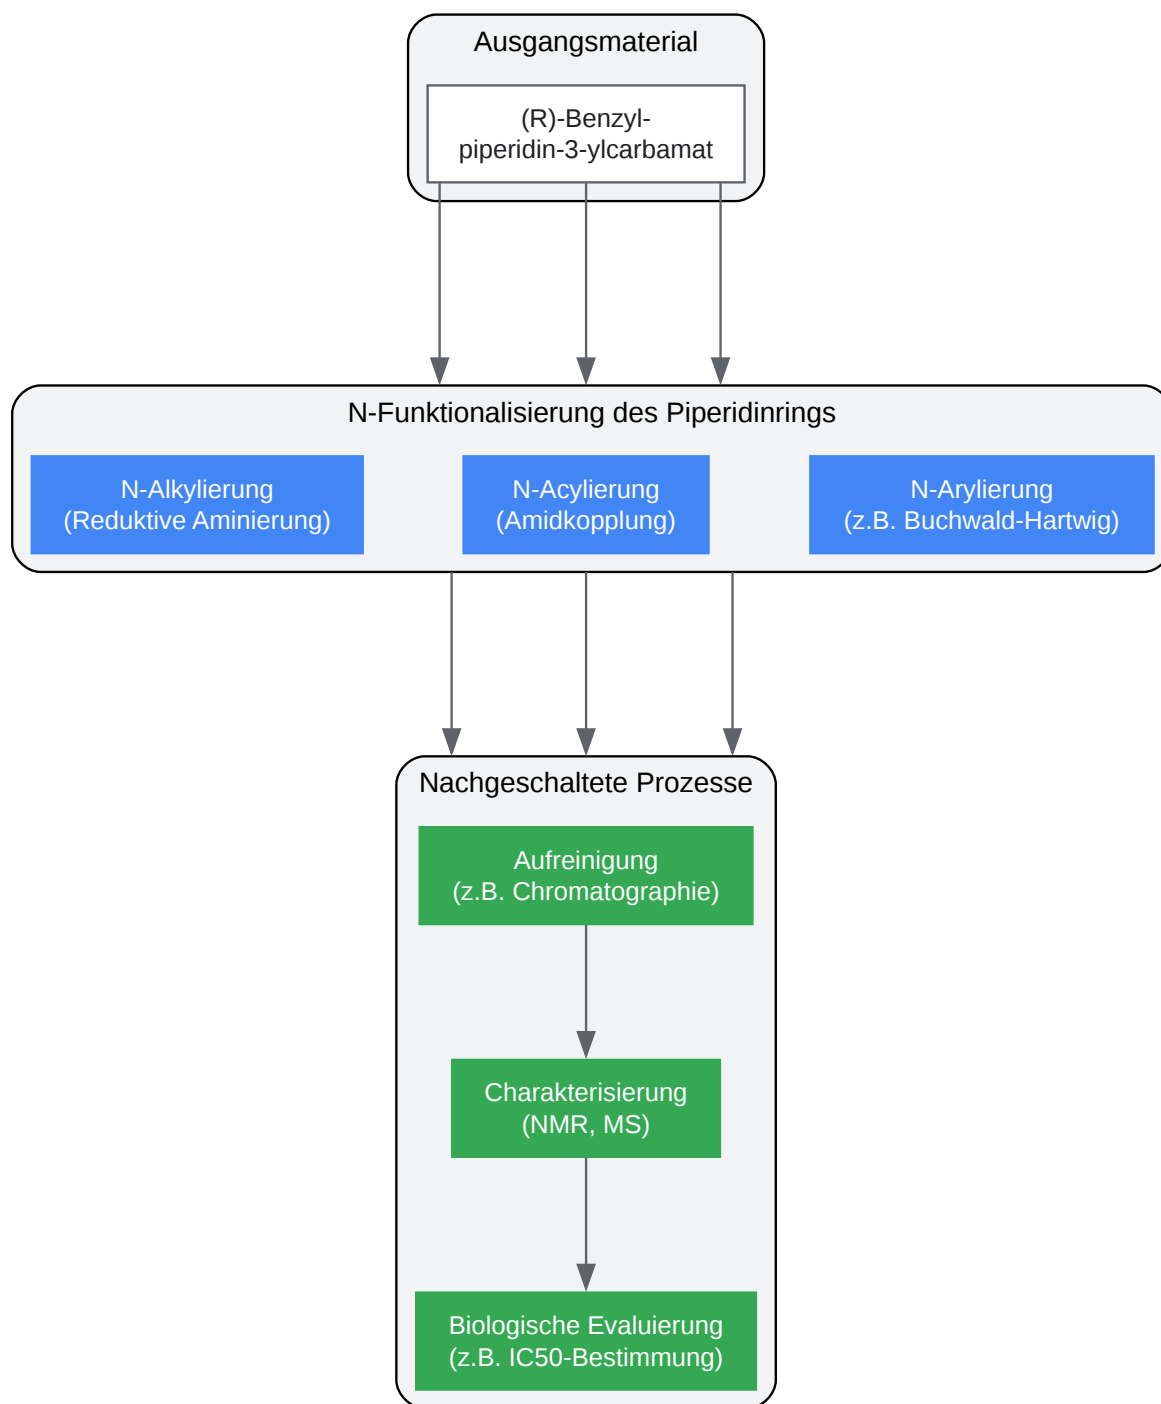 Ausgangsmaterial
(R)-Benzyl-
piperidin-3-ylcarbamat
N-Funktionalisierung des Piperidinrings
N-Alkylierung
(Reduktive Aminierung)
N-Acylierung
(Amidkopplung)
N-Arylierung
(z.B. Buchwald-Hartwig)
Nachgeschaltete Prozesse
Aufreinigung
(z.B. Chromatographie)
Charakterisierung
(NMR, MS)
Biologische Evaluierung
(z.B. IC50-Bestimmung)